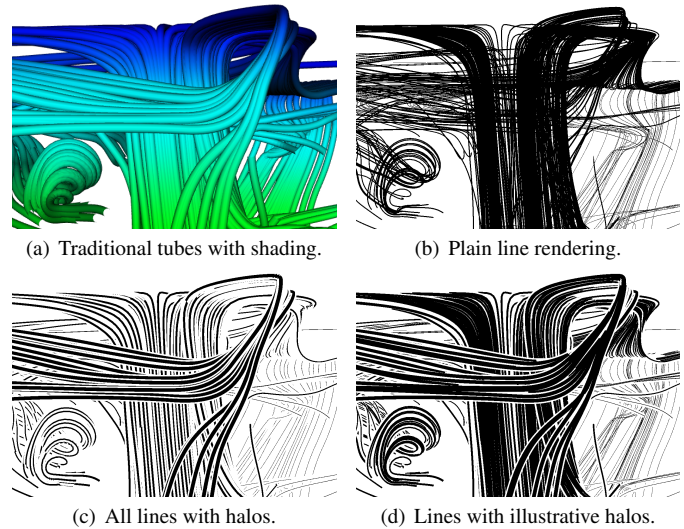 (a) Traditional tubes with shading.
(b) Plain line rendering.
(c) All lines with halos.
(d) Lines with illustrative halos.